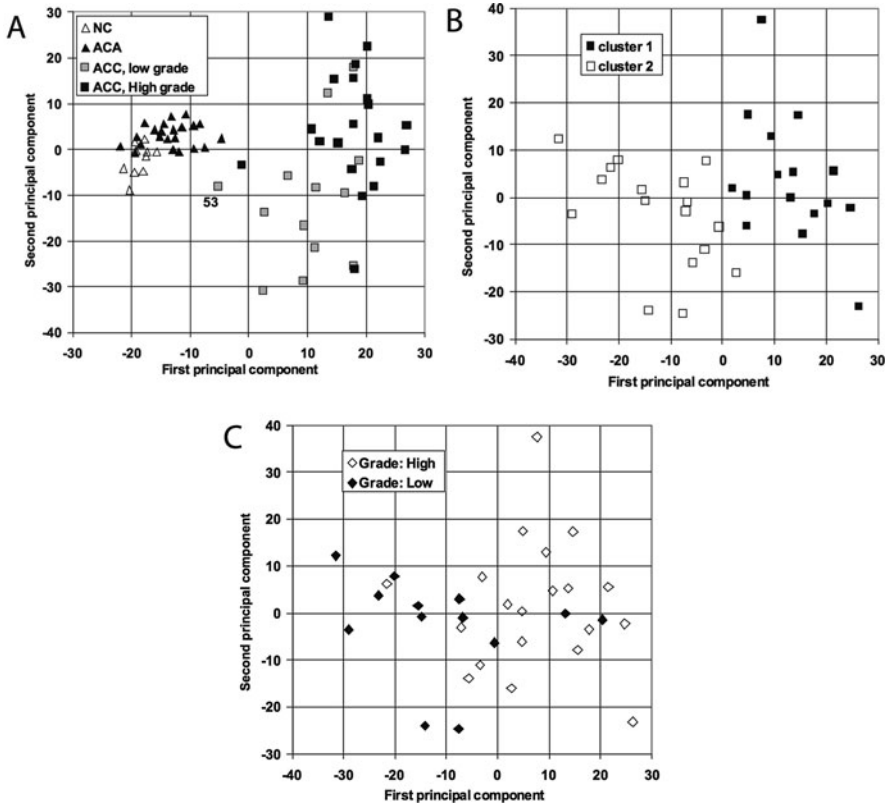 A
NC
ACA
ACC, low grade
ACC, High grade
30
20
10
0
-10
-20
-30
-40
Second principal component
53
-30 -20 -10 0 10 20 30
First principal component
B
cluster 1
cluster 2
40
30
20
10
0
-10
-20
-30
Second principal component
-40 -30 -20 -10 0 10 20 30
First principal component
C
Grade: High
Grade: Low
40
30
20
10
0
-10
-20
-30
Second principal component
-40 -30 -20 -10 0 10 20 30
First principal component